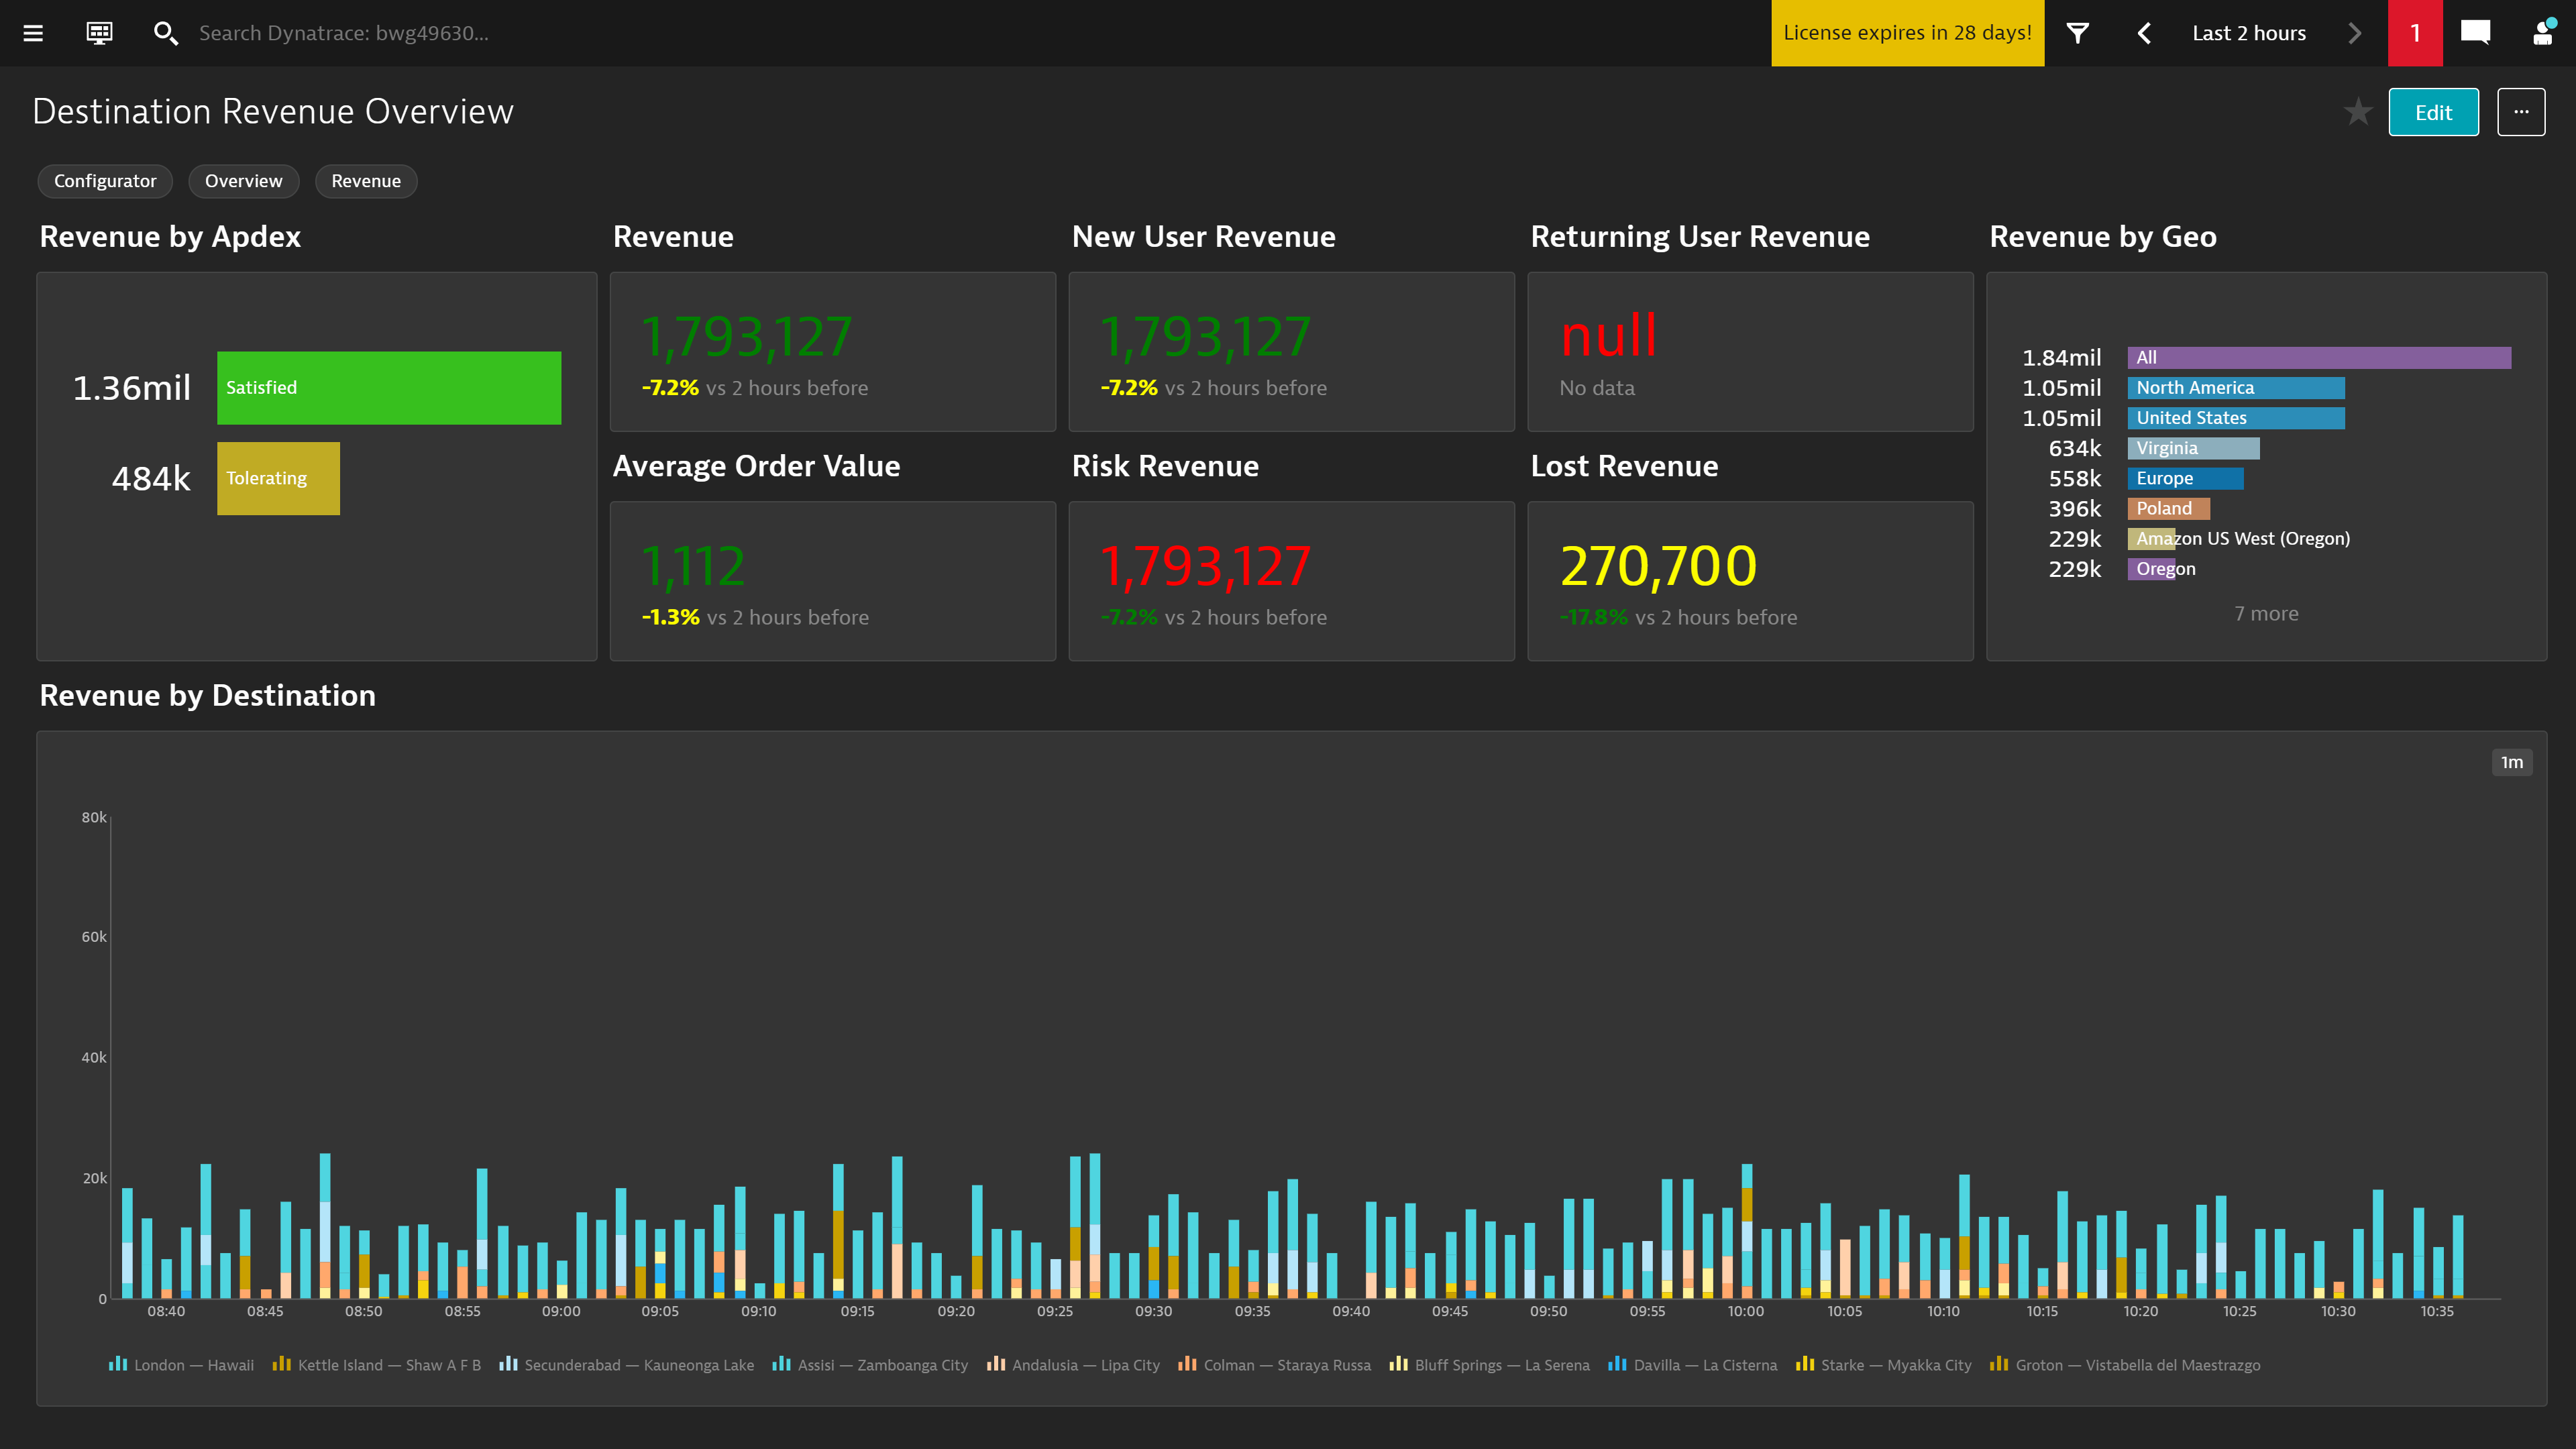 Search Dynatrace: bwg49630...
License expires in 28 days!
Last 2 hours
1
Destination Revenue Overview
Edit
...
Configurator
Overview
Revenue
Revenue by Apdex
1.36mil
Satisfied
484k
Tolerating
Revenue
1,793,127
-7.2% vs 2 hours before
New User Revenue
1,793,127
-7.2% vs 2 hours before
Returning User Revenue
null
No data
Average Order Value
1,112
-1.3% vs 2 hours before
Risk Revenue
1,793,127
-7.2% vs 2 hours before
Lost Revenue
270,700
-17.8% vs 2 hours before
Revenue by Geo
1.84mil All
1.05mil North America
1.05mil United States
634k Virginia
558k Europe
396k Poland
229k Amazon US West (Oregon)
229k Oregon
7 more
Revenue by Destination
1m
80k
60k
40k
20k
0
08:40 08:45 08:50 08:55 09:00 09:05 09:10 09:15 09:20 09:25 09:30 09:35 09:40 09:45 09:50 09:55 10:00 10:05 10:10 10:15 10:20 10:25 10:30 10:35
London — Hawaii Kettle Island — Shaw A F B Secunderabad — Kauneonga Lake Assisi — Zamboanga City Andalusia — Lipa City Colman — Staraya Russa Bluff Springs — La Serena Davilla — La Cisterna Starke — Myakka City Groton — Vistabella del Maestrazgo